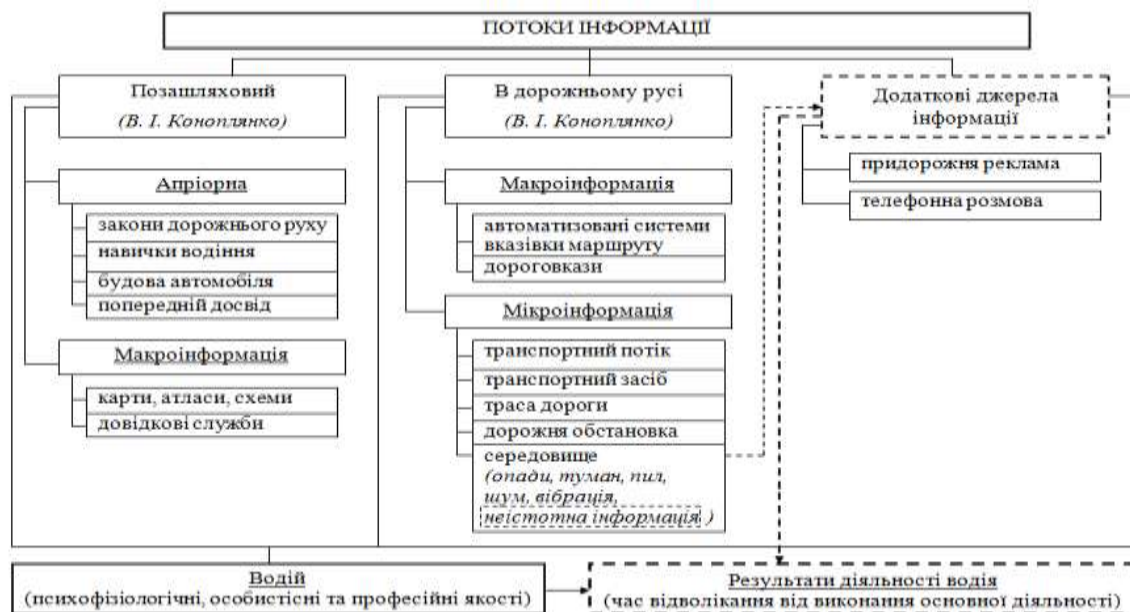 ПОТОКИ ІНФОРМАЦІЇ
Позашляховий
(В. І. Коноплянко)
Апріорна
закони дорожнього руху
навички водіння
будова автомобіля
попередній досвід
Макроінформація
карти, атласи, схеми
довідкові служби
В дорожньому русі
(В. І. Коноплянко)
Макроінформація
автоматизовані системи
вказівки маршруту
дороговкази
Мікроінформація
транспортний потік
транспортний засіб
траса дороги
дорожня обстановка
середовище
(опади, туман, пил,
шум, вібрація,
неістотна інформація )
Додаткові джерела
інформації
придорожня реклама
телефонна розмова
Водій
(психофізіологічні, особистісні та професійні якості)
Результати діяльності водія
(час відволікання від виконання основної діяльності)